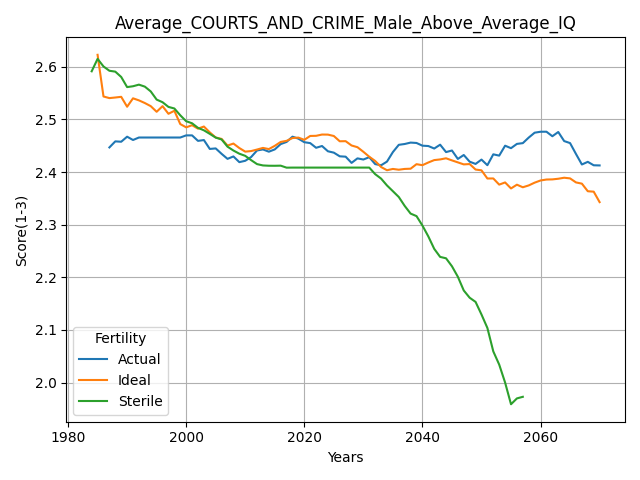 Average_COURTS_AND_CRIME_Male_Above_Average_IQ
Score(1-3)
2.6
2.5
2.4
2.3
2.2
2.1
2.0
Fertility
Actual
Ideal
Sterile
1980
2000
2020
2040
2060
Years